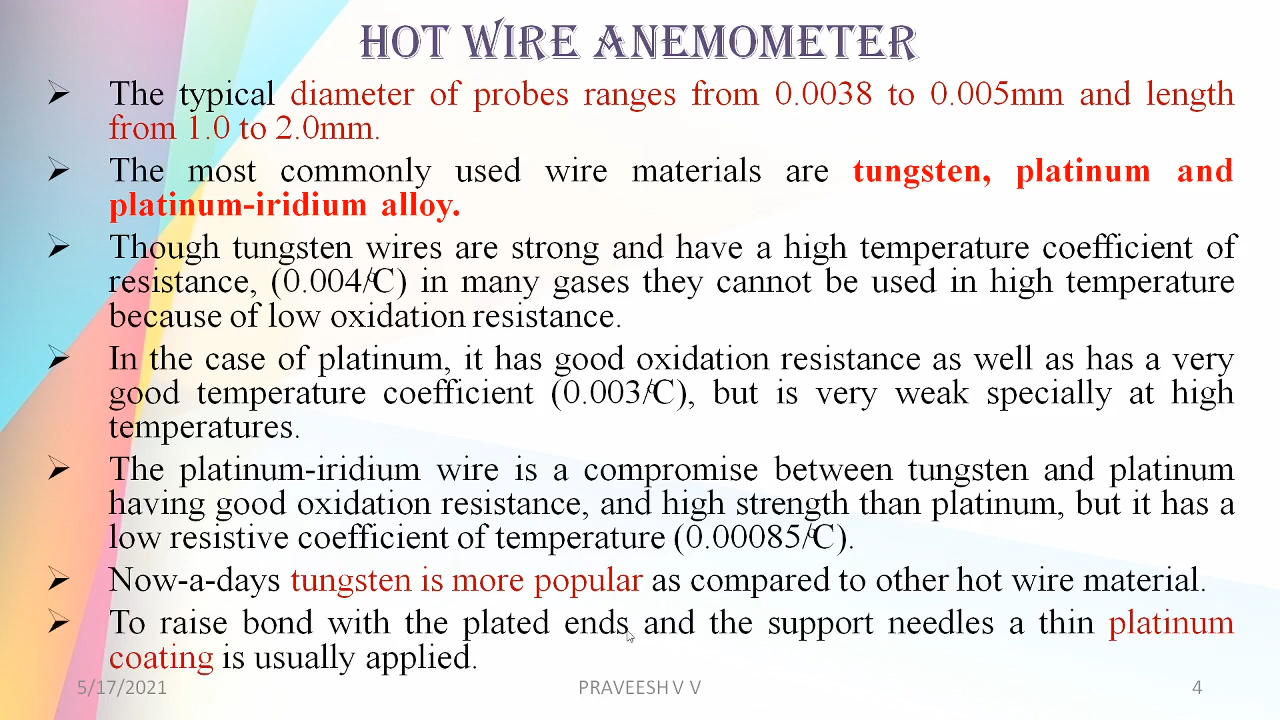 HOT WIRE ANEMOMETER
➢ The typical diameter of probes ranges from 0.0038 to 0.005mm and length
from 1.0 to 2.0mm.
➢ The most commonly used wire materials are tungsten, platinum and
platinum-iridium alloy.
➢ Though tungsten wires are strong and have a high temperature coefficient of
resistance, (0.004/°C) in many gases they cannot be used in high temperature
because of low oxidation resistance.
➢ In the case of platinum, it has good oxidation resistance as well as has a very
good temperature coefficient (0.003/°C), but is very weak specially at high
temperatures.
➢ The platinum-iridium wire is a compromise between tungsten and platinum
having good oxidation resistance, and high strength than platinum, but it has a
low resistive coefficient of temperature (0.00085/°C).
➢ Now-a-days tungsten is more popular as compared to other hot wire material.
➢ To raise bond with the plated ends and the support needles a thin platinum
coating is usually applied.
5/17/2021 PRAVEESH V V 4